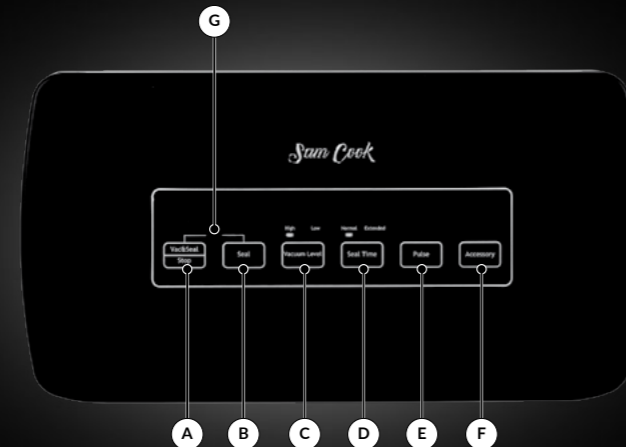 G
Sam Cook
High Low Normal Extended
Vac&Seal
Stop
Seal
Vacuum Level
Seal Time
Pulse
Accessory
A B C D E F